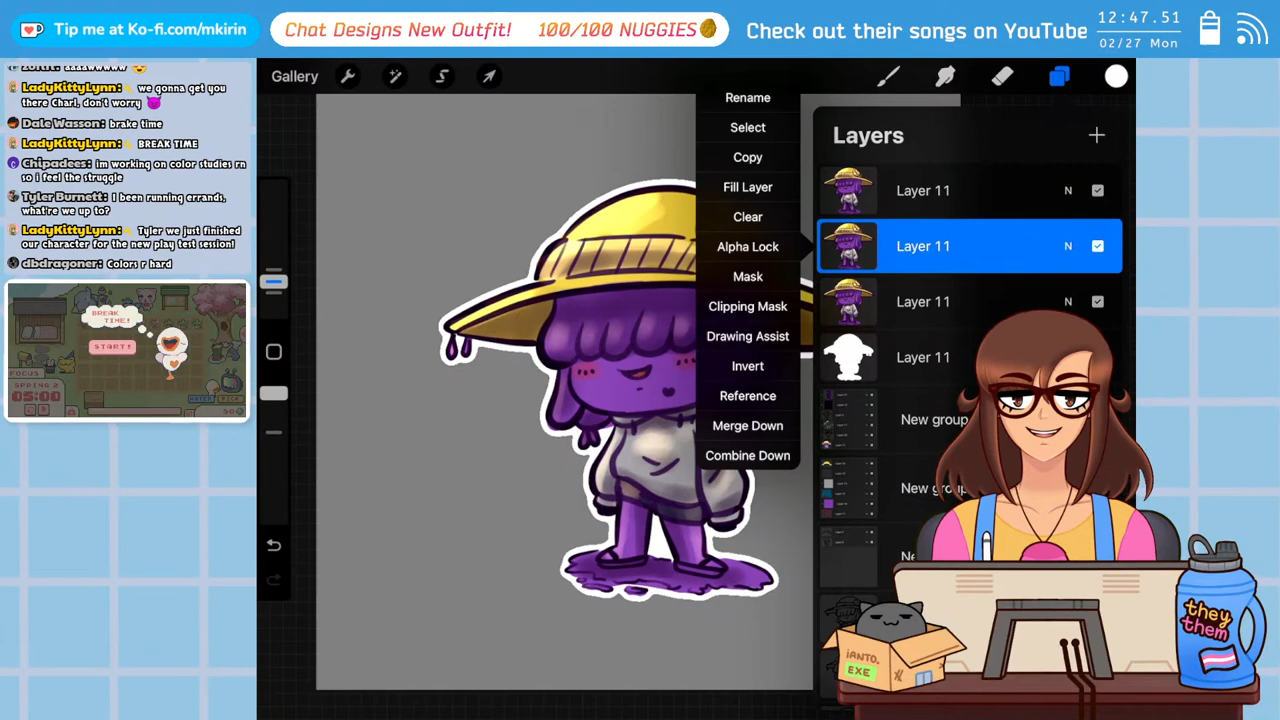 Tip me at Ko-fi.com/mkirin
Chat Designs New Outfit!
100/100 NUGGIES
Check out their songs on YouTube
12:47.51
02/27 Mon
LadyKittyLynn: we gonna get you
there Charl, don't worry
Dale Wasson: brake time
LadyKittyLynn: BREAK TIME
Chipadees: im working on color studies rn
so i feel the struggle
Tyler Burnett: I been running errands,
what're we up to?
LadyKittyLynn: Tyler we just finished
our character for the new play test session!
dbdragoner: Colors r hard
BREAK
TIME!
START!
FOCUS
SPRING 2
05:00
Gallery
Rename
Select
Copy
Fill Layer
Clear
Alpha Lock
Mask
Clipping Mask
Drawing Assist
Invert
Reference
Merge Down
Combine Down
Layers
Layer 11
N
Layer 11
N
Layer 11
N
Layer 11
New group
New group
Ne
iANTO.
EXE
they
them